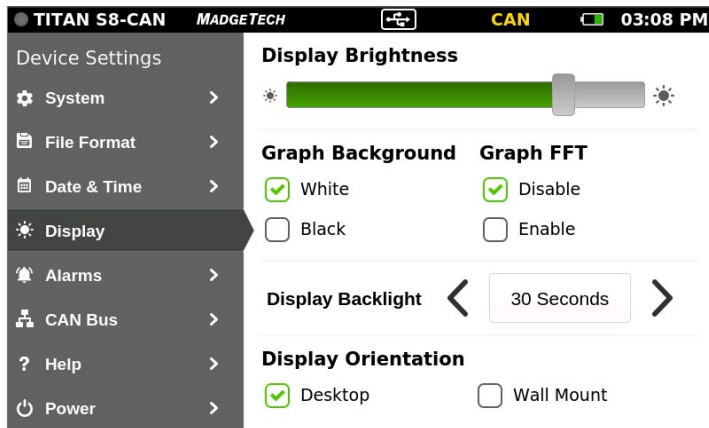 TITAN S8-CAN MADGETECH CAN 03:08 PM
Device Settings
System
File Format
Date & Time
Display
Alarms
CAN Bus
? Help
Power
Display Brightness
Graph Background
White
Black
Graph FFT
Disable
Enable
Display Backlight 30 Seconds
Display Orientation
Desktop Wall Mount